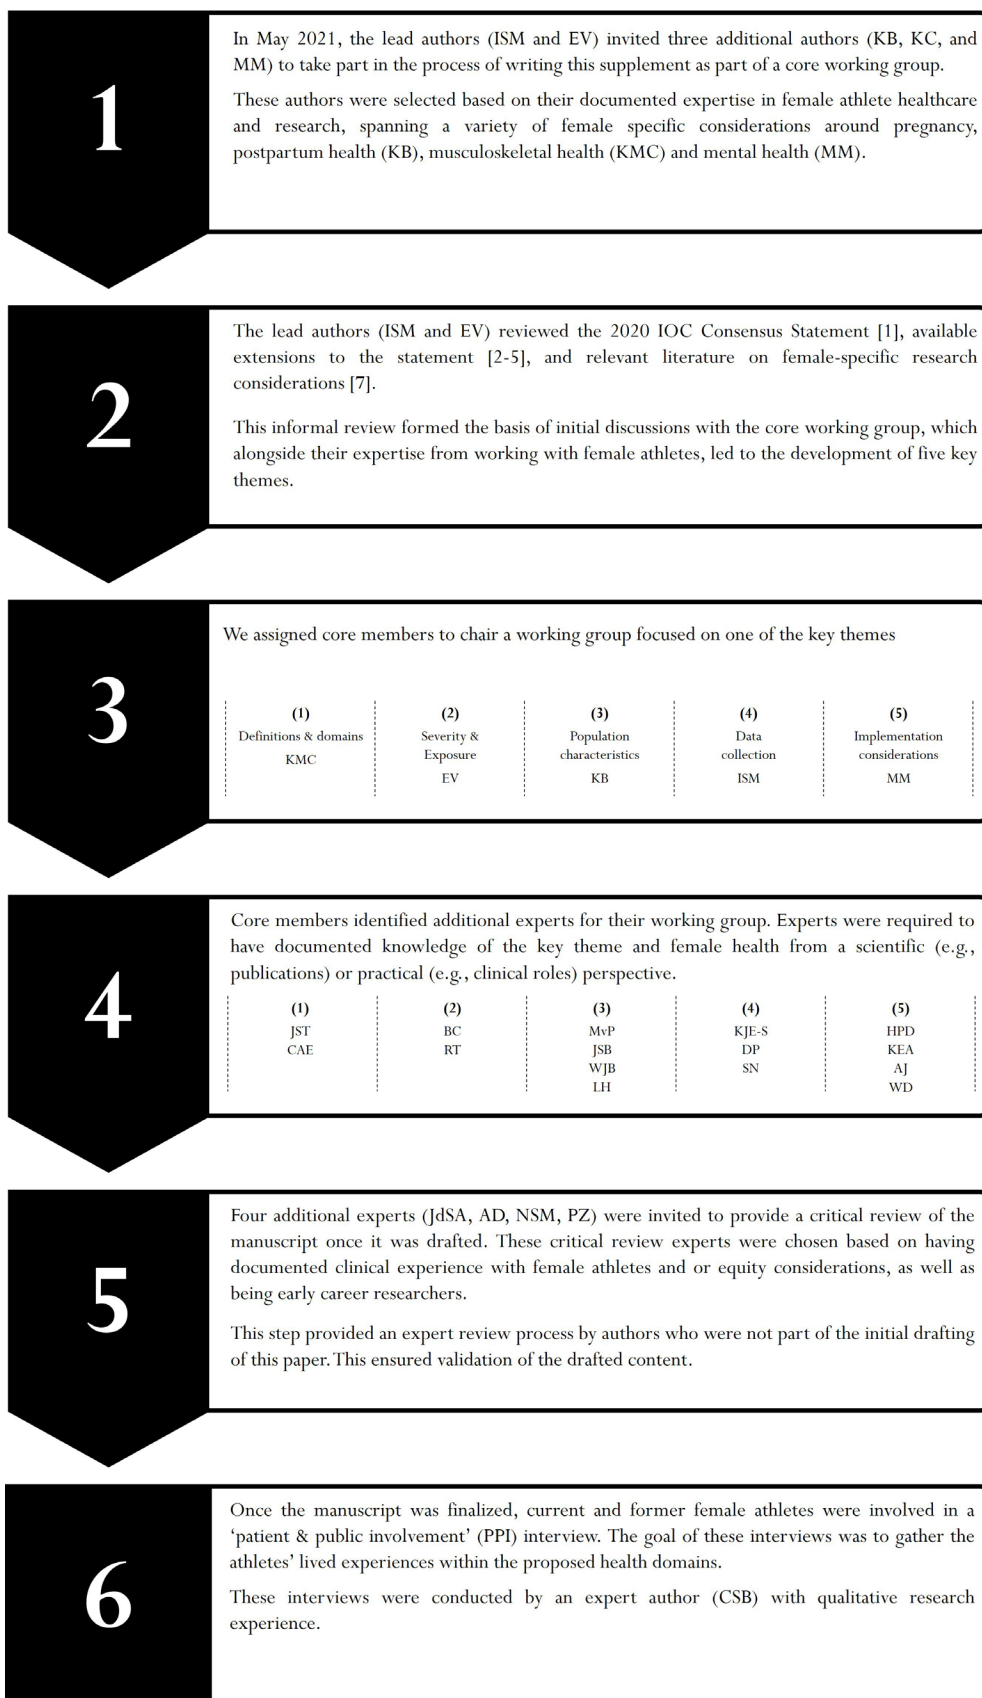 1
In May 2021, the lead authors (ISM and EV) invited three additional authors (KB, KC, and
MM) to take part in the process of writing this supplement as part of a core working group.
These authors were selected based on their documented expertise in female athlete healthcare
and research, spanning a variety of female specific considerations around pregnancy,
postpartum health (KB), musculoskeletal health (KMC) and mental health (MM).
2
The lead authors (ISM and EV) reviewed the 2020 IOC Consensus Statement [1], available
extensions to the statement [2-5], and relevant literature on female-specific research
considerations [7].
This informal review formed the basis of initial discussions with the core working group, which
alongside their expertise from working with female athletes, led to the development of five key
themes.
3
We assigned core members to chair a working group focused on one of the key themes
(1)
Definitions & domains
KMC
(2)
Severity &
Exposure
EV
(3)
Population
characteristics
KB
(4)
Data
collection
ISM
(5)
Implementation
considerations
MM
4
Core members identified additional experts for their working group. Experts were required to
have documented knowledge of the key theme and female health from a scientific (e.g.,
publications) or practical (e.g., clinical roles) perspective.
(1)
JST
CAE
(2)
BC
RT
(3)
MvP
JSB
WJB
LH
(4)
KJE-S
DP
SN
(5)
HPD
KEA
AJ
WD
5
Four additional experts (JdSA, AD, NSM, PZ) were invited to provide a critical review of the
manuscript once it was drafted. These critical review experts were chosen based on having
documented clinical experience with female athletes and or equity considerations, as well as
being early career researchers.
This step provided an expert review process by authors who were not part of the initial drafting
of this paper. This ensured validation of the drafted content.
6
Once the manuscript was finalized, current and former female athletes were involved in a
‘patient & public involvement’ (PPI) interview. The goal of these interviews was to gather the
athletes’ lived experiences within the proposed health domains.
These interviews were conducted by an expert author (CSB) with qualitative research
experience.